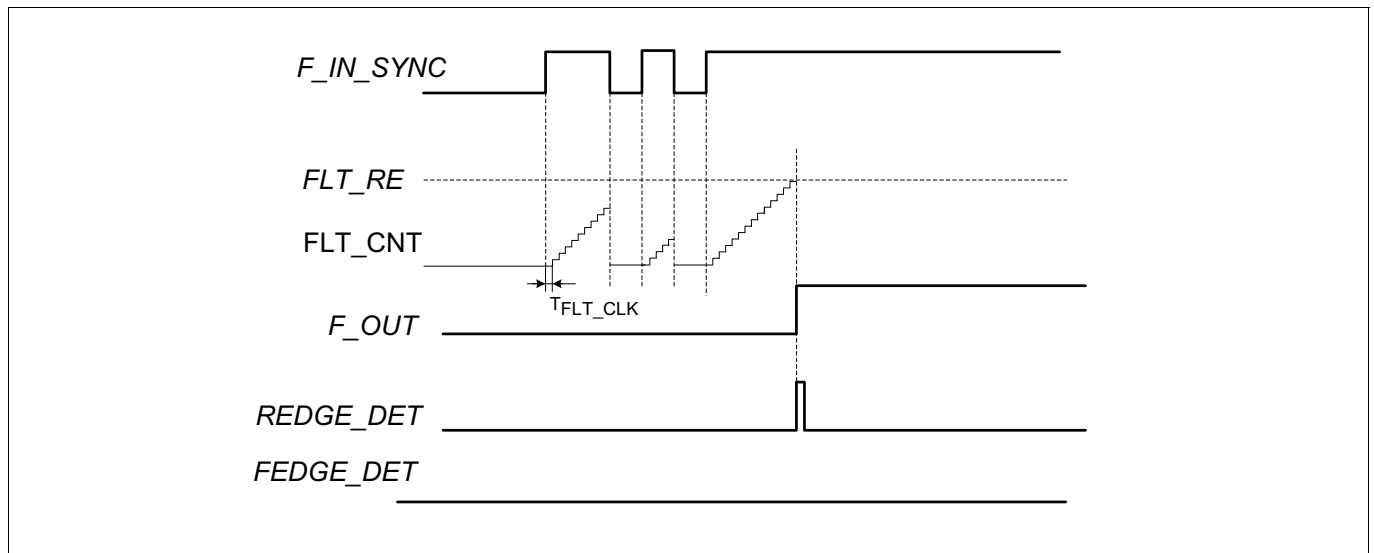 F_IN_SYNC
FLT_RE
FLT_CNT
TFLT_CLK
F_OUT
REDGE_DET
FEDGE_DET